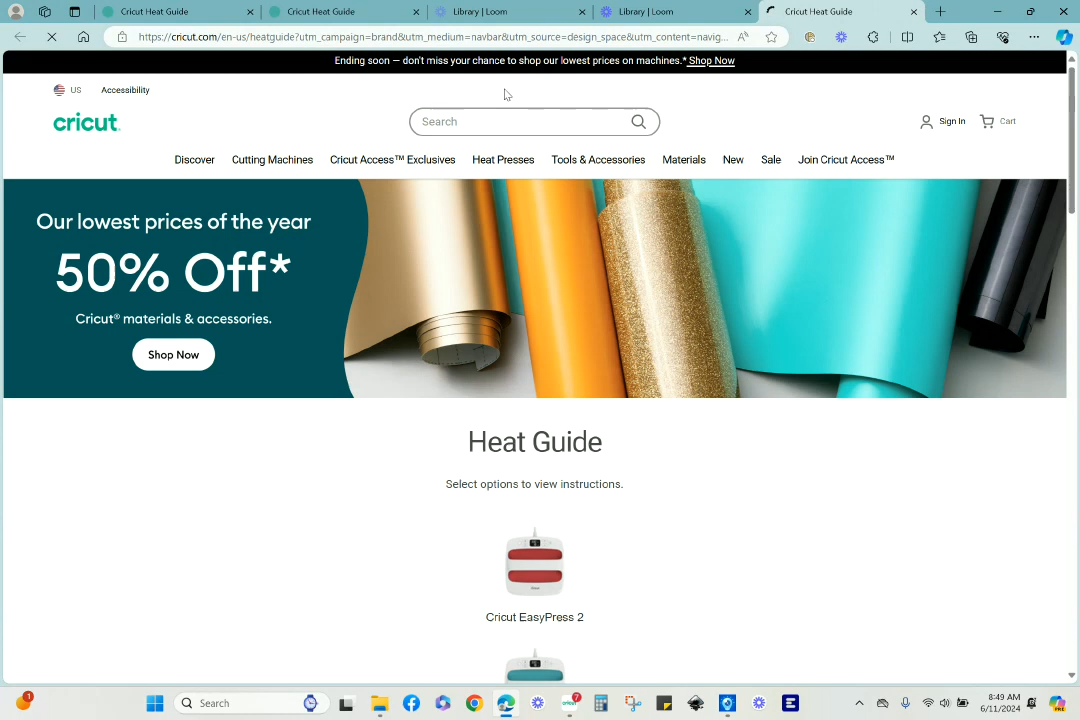 Cricut Heat Guide
Cricut Heat Guide
Library | Loom
Library | Loom
Cricut Heat Guide
https://cricut.com/en-us/heatguide?utm_campaign=brand&utm_medium=navbar&utm_source=design_space&utm_content=navig...
Ending soon — don't miss your chance to shop our lowest prices on machines.* Shop Now
US Accessibility
cricut
Search
Sign In
Cart
Discover Cutting Machines Cricut Access™ Exclusives Heat Presses Tools & Accessories Materials New Sale Join Cricut Access™
Our lowest prices of the year
50% Off*
Cricut® materials & accessories.
Shop Now
Heat Guide
Select options to view instructions.
Cricut EasyPress 2
1
Search
cricut
7
8:49 AM
6/11/2024
PRE